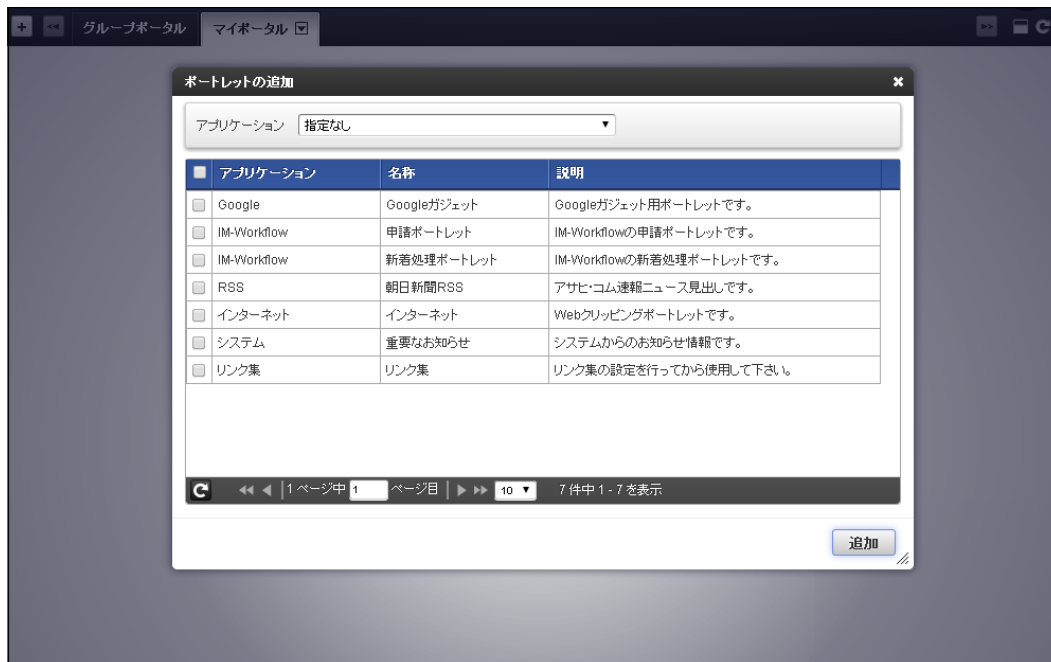 グループポータル マイポータル
ポートレットの追加
アプリケーション 指定なし
アプリケーション 名称 説明
Google Googleガジェット Googleガジェット用ポートレットです。
IM-Workflow 申請ポートレット IM-Workflowの申請ポートレットです。
IM-Workflow 新着処理ポートレット IM-Workflowの新着処理ポートレットです。
RSS 朝日新聞RSS アサヒ・コム速報ニュース見出しです。
インターネット インターネット Webクリッピングポートレットです。
システム 重要なお知らせ システムからのお知らせ情報です。
リンク集 リンク集 リンク集の設定を行ってから使用して下さい。
1 ページ中 1 ページ目 10 7 件中 1 - 7 を表示
追加